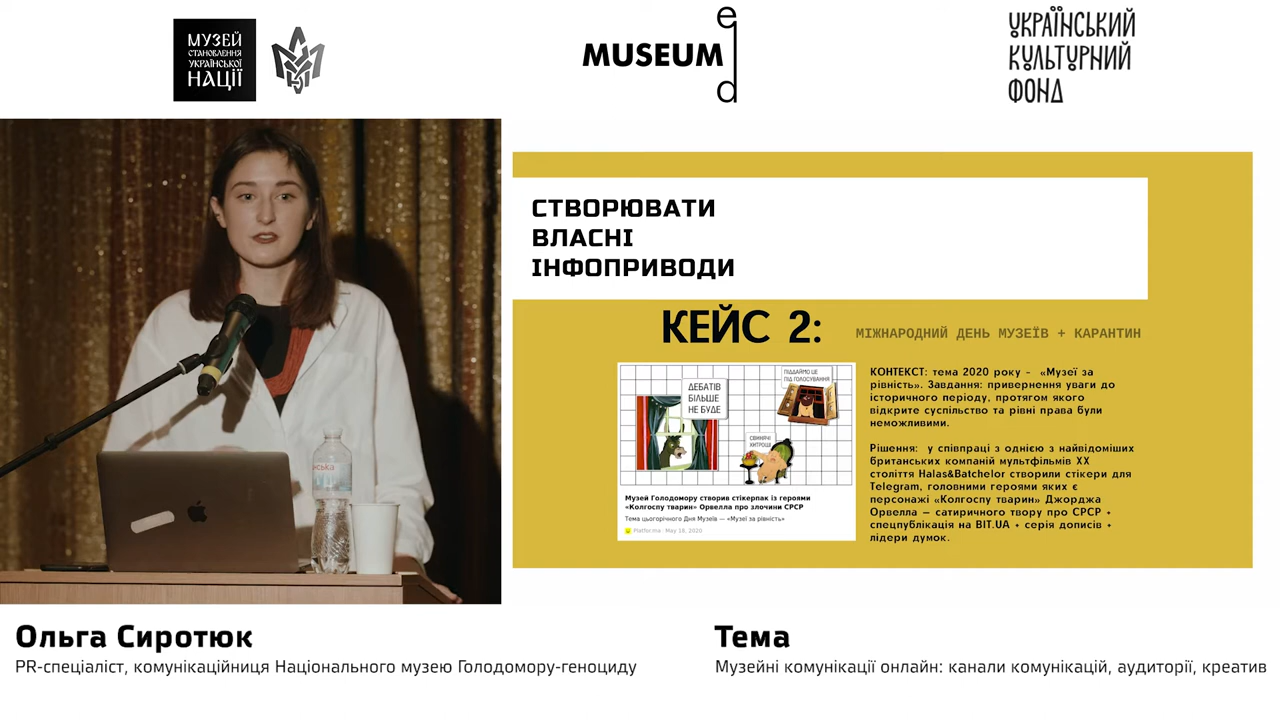 МУЗЕЙ
СТАНОВЛЕННЯ
УКРАЇНСЬКОЇ
НАЦІЇ
MUSEUM
ed
УКРАЇНСЬКИЙ
КУЛЬТУРНИЙ
ФОНД
СТВОРЮВАТИ
ВЛАСНІ
ІНФОПРИВОДИ
КЕЙС 2:
МІЖНАРОДНИЙ ДЕНЬ МУЗЕЇВ + КАРАНТИН
ДЕБАТІВ
БІЛЬШЕ
НЕ БУДЕ
ПІДДАЙМО ЦЕ
ПІД ГОЛОСУВАННЯ
СВИНЯЧІ
ХИТРОЩІ
Музей Голодомору створив стікерпак із героями
«Колгоспу тварин» Орвелла про злочини СРСР
Тема цьогорічного Дня Музеїв — «Музеї за рівність»
Platforma · May 18, 2020
КОНТЕКСТ: тема 2020 року - «Музеї за
рівність». Завдання: привернення уваги до
історичного періоду, протягом якого
відкрите суспільство та рівні права були
неможливими.
Рішення: у співпраці з однією з найвідоміших
британських компаній мультфільмів ХХ
століття Halas&Batchelor створили стікери для
Telegram, головними героями яких є
персонажі «Колгоспу тварин» Джорджа
Орвелла – сатиричного твору про СРСР +
спецпублікація на BIT.UA + серія дописів +
лідери думок.
Ольга Сиротюк
PR-спеціаліст, комунікаційниця Національного музею Голодомору-геноциду
Тема
Музейні комунікації онлайн: канали комунікацій, аудиторії, креатив